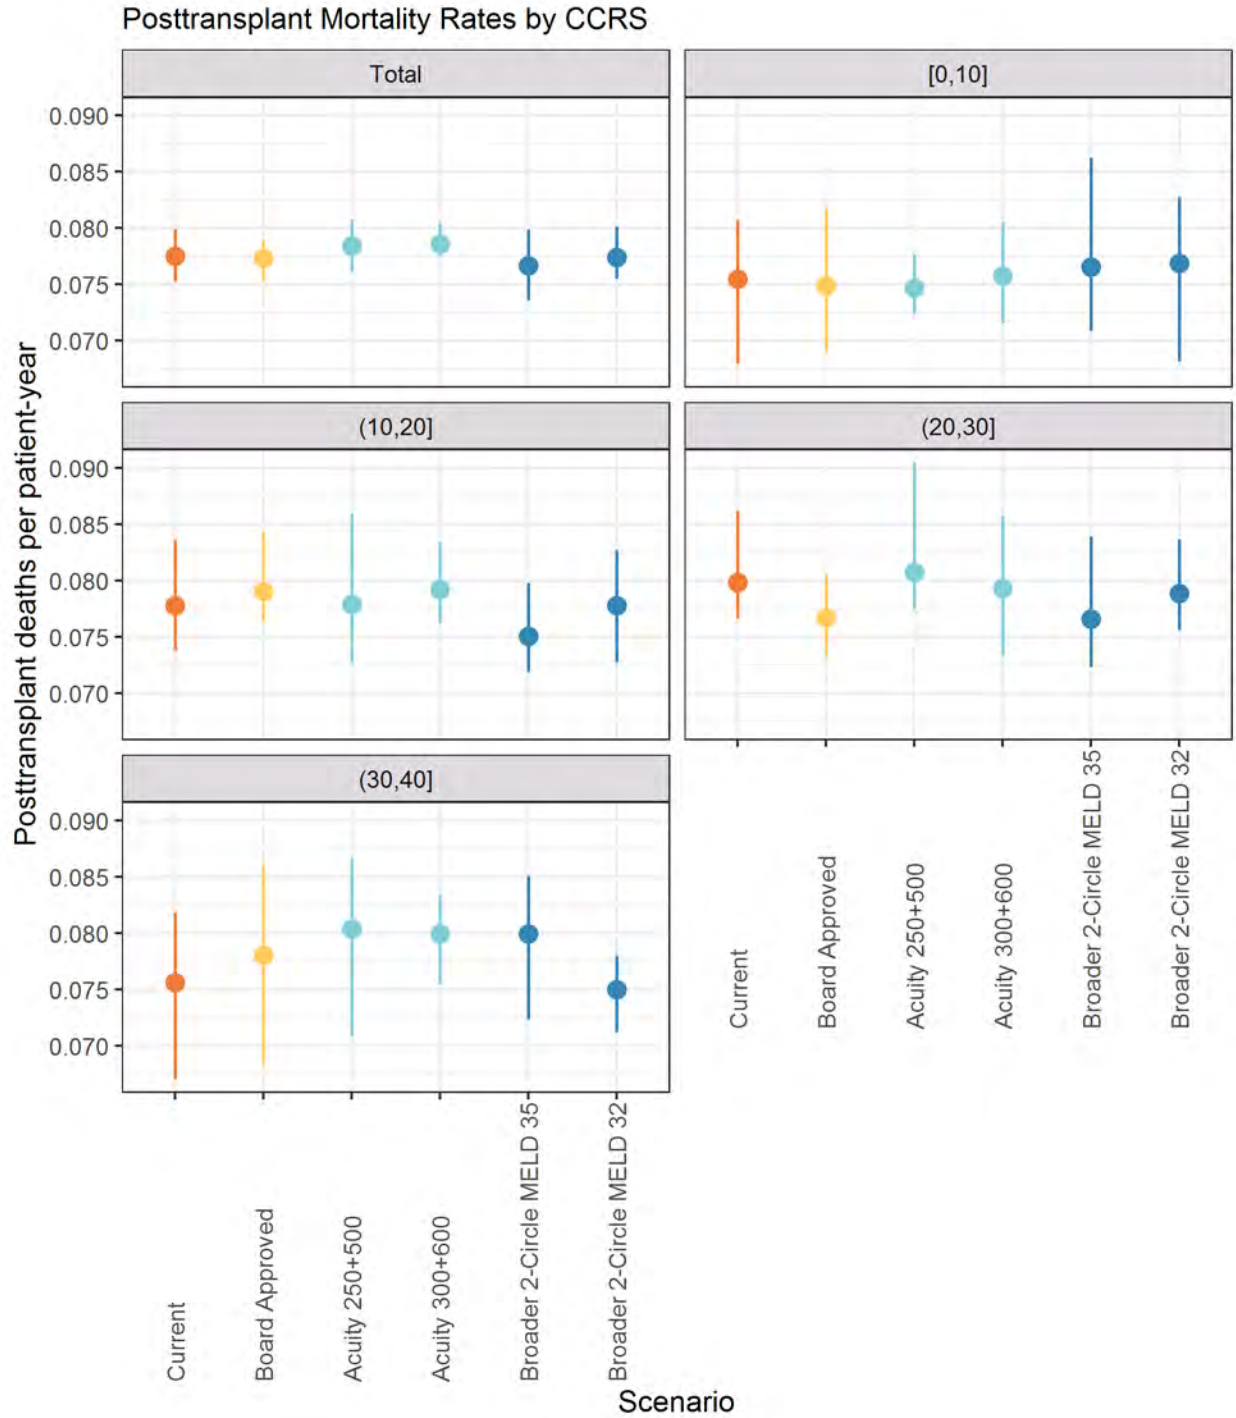 Posttransplant Mortality Rates by CCRS
Total
[0,10]
0.090
0.085
0.080
0.075
0.070
(10,20]
(20,30]
0.090
0.085
0.080
0.075
0.070
(30,40]
0.090
0.085
0.080
0.075
0.070
Posttransplant deaths per patient-year
Current
Board Approved
Acuity 250+500
Acuity 300+600
Broader 2-Circle MELD 35
Broader 2-Circle MELD 32
Current
Board Approved
Acuity 250+500
Acuity 300+600
Broader 2-Circle MELD 35
Broader 2-Circle MELD 32
Scenario